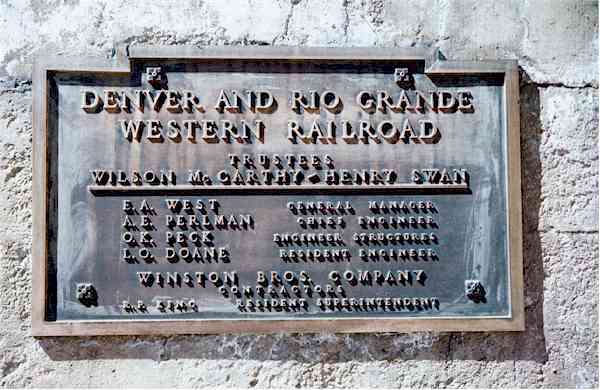 DENVER AND RIO GRANDE
WESTERN RAILROAD
TRUSTEES
WILSON McCARTHY - HENRY SWAN
E.A. WEST GENERAL MANAGER
A.E. PERLMAN CHIEF ENGINEER
O.K. PECK ENGINEER STRUCTURES
L.O. DOANE RESIDENT ENGINEER
WINSTON BROS. COMPANY
CONTRACTORS
R.P. KING RESIDENT SUPERINTENDENT